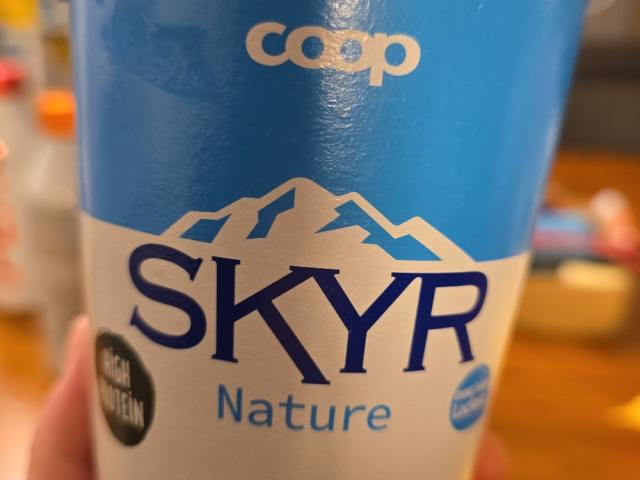 coop
SKYR
HIGH
PROTEIN
Nature